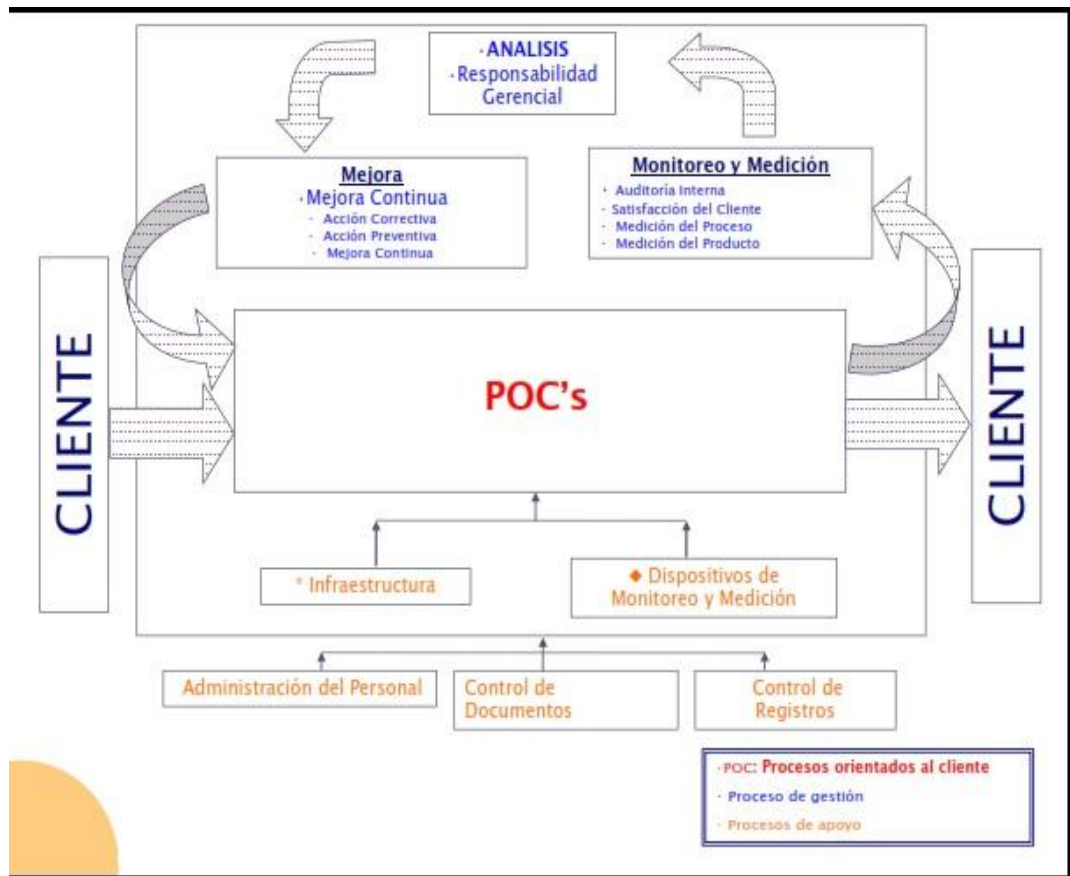 · ANALISIS
· Responsabilidad
Gerencial
Mejora
· Mejora Continua
· Acción Correctiva
· Acción Preventiva
· Mejora Continua
Monitoreo y Medición
· Auditoría Interna
· Satisfacción del Cliente
· Medición del Proceso
· Medición del Producto
CLIENTE
POC's
CLIENTE
* Infraestructura
◆ Dispositivos de
Monitoreo y Medición
Administración del Personal
Control de
Documentos
Control de
Registros
· POC: Procesos orientados al cliente
· Proceso de gestión
· Procesos de apoyo